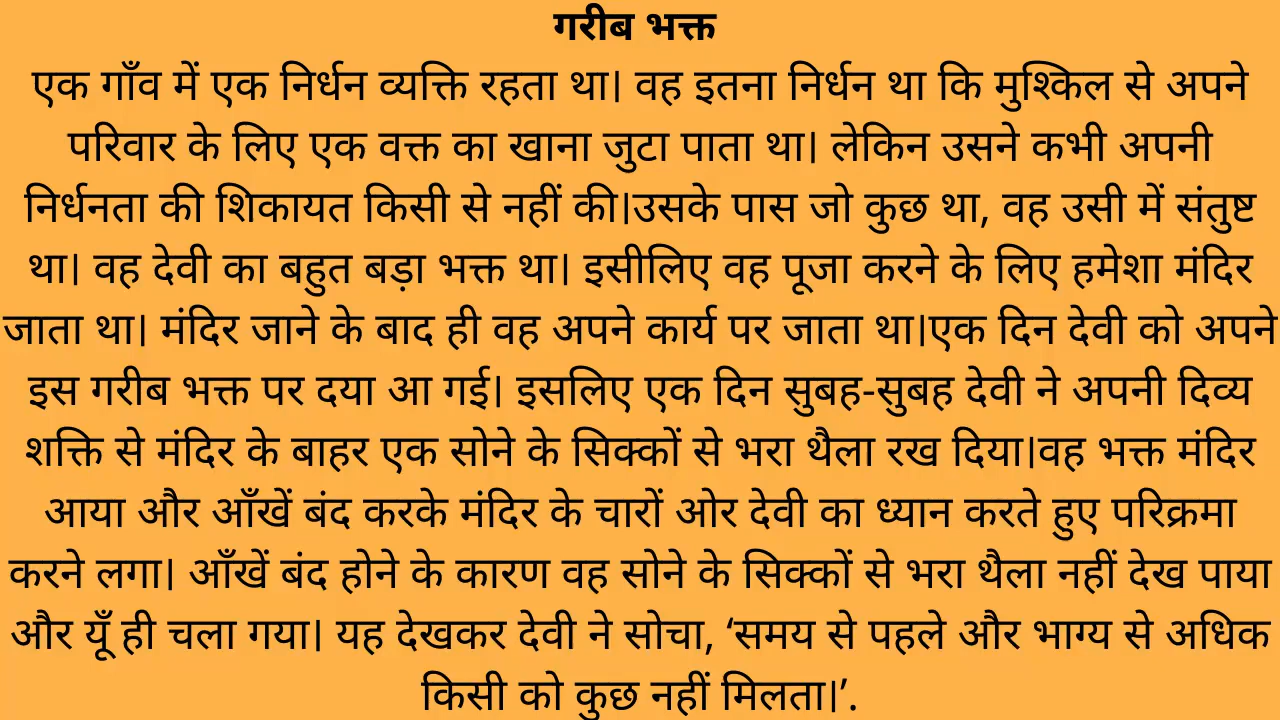 गरीब भक्त
एक गाँव में एक निर्धन व्यक्ति रहता था| वह इतना निर्धन था कि मुश्किल से अपने
परिवार के लिए एक वक्त का खाना जुटा पाता था| लेकिन उसने कभी अपनी
निर्धनता की शिकायत किसी से नहीं की|उसके पास जो कुछ था, वह उसी में संतुष्ट
था| वह देवी का बहुत बड़ा भक्त था| इसीलिए वह पूजा करने के लिए हमेशा मंदिर
जाता था| मंदिर जाने के बाद ही वह अपने कार्य पर जाता था|एक दिन देवी को अपने
इस गरीब भक्त पर दया आ गई| इसलिए एक दिन सुबह-सुबह देवी ने अपनी दिव्य
शक्ति से मंदिर के बाहर एक सोने के सिक्कों से भरा थैला रख दिया|वह भक्त मंदिर
आया और आँखें बंद करके मंदिर के चारों ओर देवी का ध्यान करते हुए परिक्रमा
करने लगा| आँखें बंद होने के कारण वह सोने के सिक्कों से भरा थैला नहीं देख पाया
और यूँ ही चला गया| यह देखकर देवी ने सोचा, ‘समय से पहले और भाग्य से अधिक
किसी को कुछ नहीं मिलता|’.